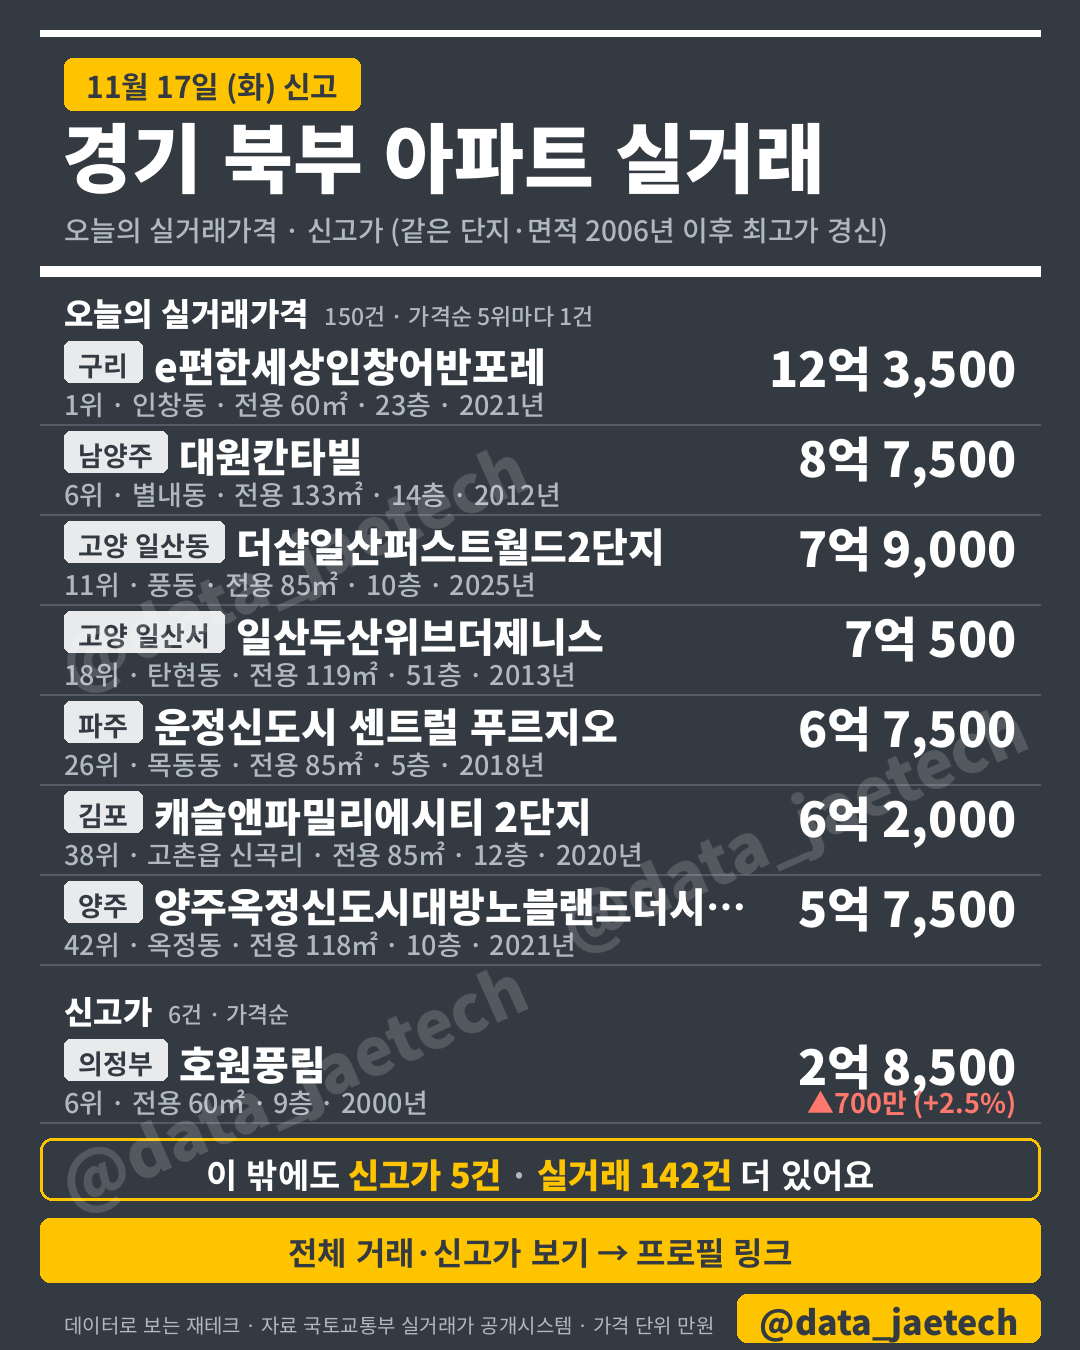 11월 17일 (화) 신고
경기 북부 아파트 실거래
오늘의 실거래가격 · 신고가 (같은 단지·면적 2006년 이후 최고가 경신)
오늘의 실거래가격 150건 · 가격순 5위마다 1건
구리 e편한세상인창어반포레 12억 3,500
1위 · 인창동 · 전용 60㎡ · 23층 · 2021년
남양주 대원칸타빌 8억 7,500
6위 · 별내동 · 전용 133㎡ · 14층 · 2012년
고양 일산동 더샵일산퍼스트월드2단지 7억 9,000
11위 · 풍동 · 전용 85㎡ · 10층 · 2025년
고양 일산서 일산두산위브더제니스 7억 500
18위 · 탄현동 · 전용 119㎡ · 51층 · 2013년
파주 운정신도시 센트럴 푸르지오 6억 7,500
26위 · 목동동 · 전용 85㎡ · 5층 · 2018년
김포 캐슬앤파밀리에시티 2단지 6억 2,000
38위 · 고촌읍 신곡리 · 전용 85㎡ · 12층 · 2020년
양주 양주옥정신도시대방노블랜드더시… 5억 7,500
42위 · 옥정동 · 전용 118㎡ · 10층 · 2021년
신고가 6건 · 가격순
의정부 호원풍림 2억 8,500
6위 · 전용 60㎡ · 9층 · 2000년 ▲700만 (+2.5%)
이 밖에도 신고가 5건 · 실거래 142건 더 있어요
전체 거래·신고가 보기 → 프로필 링크
데이터로 보는 재테크 · 자료 국토교통부 실거래가 공개시스템 · 가격 단위 만원 @data_jaetech
@data_jaetech
@data_jaetech
@data_jaetech